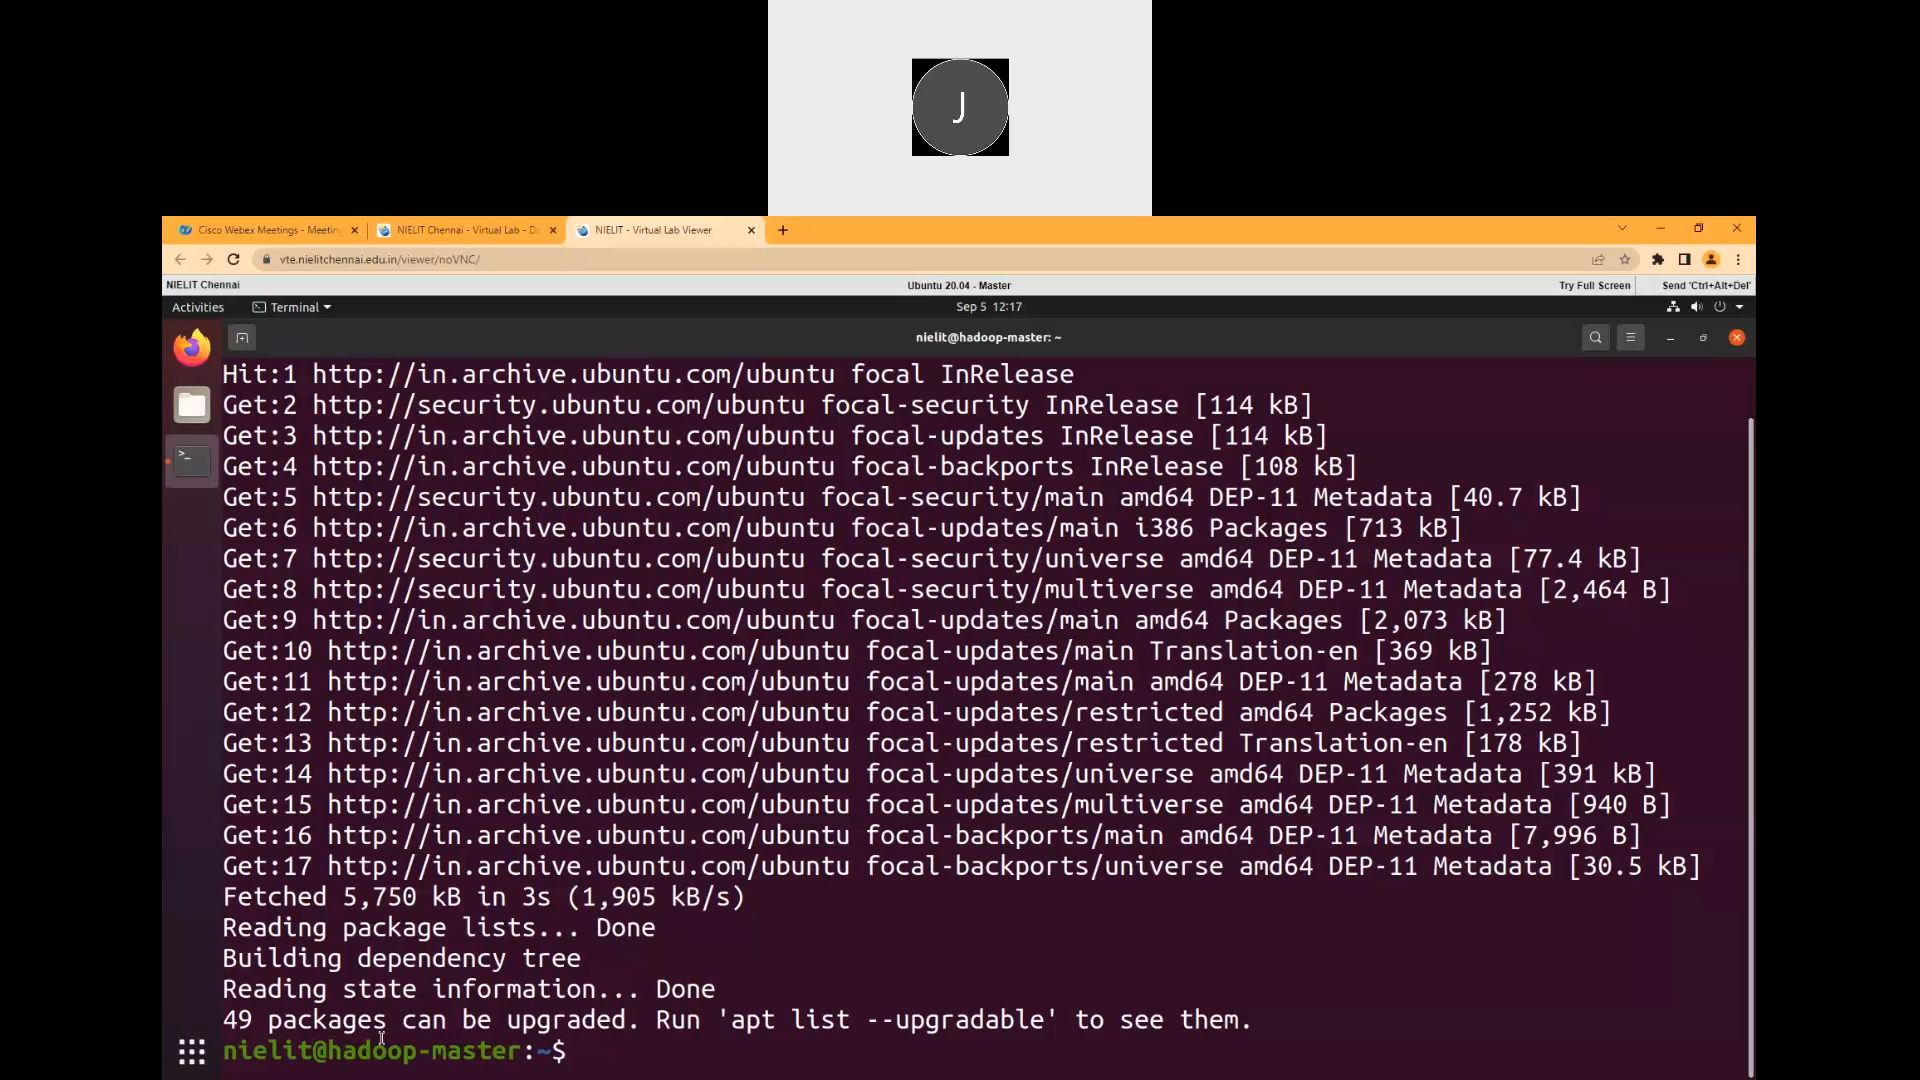 J
Cisco Webex Meetings - Meetin
NIELIT Chennai - Virtual Lab - D
NIELIT - Virtual Lab Viewer
vte.nielitchennai.edu.in/viewer/noVNC/
NIELIT Chennai
Ubuntu 20.04 - Master
Try Full Screen
Send 'Ctrl+Alt+Del'
Activities
Terminal
Sep 5 12:17
nielit@hadoop-master: ~
Hit:1 http://in.archive.ubuntu.com/ubuntu focal InRelease
Get:2 http://security.ubuntu.com/ubuntu focal-security InRelease [114 kB]
Get:3 http://in.archive.ubuntu.com/ubuntu focal-updates InRelease [114 kB]
Get:4 http://in.archive.ubuntu.com/ubuntu focal-backports InRelease [108 kB]
Get:5 http://security.ubuntu.com/ubuntu focal-security/main amd64 DEP-11 Metadata [40.7 kB]
Get:6 http://in.archive.ubuntu.com/ubuntu focal-updates/main i386 Packages [713 kB]
Get:7 http://security.ubuntu.com/ubuntu focal-security/universe amd64 DEP-11 Metadata [77.4 kB]
Get:8 http://security.ubuntu.com/ubuntu focal-security/multiverse amd64 DEP-11 Metadata [2,464 B]
Get:9 http://in.archive.ubuntu.com/ubuntu focal-updates/main amd64 Packages [2,073 kB]
Get:10 http://in.archive.ubuntu.com/ubuntu focal-updates/main Translation-en [369 kB]
Get:11 http://in.archive.ubuntu.com/ubuntu focal-updates/main amd64 DEP-11 Metadata [278 kB]
Get:12 http://in.archive.ubuntu.com/ubuntu focal-updates/restricted amd64 Packages [1,252 kB]
Get:13 http://in.archive.ubuntu.com/ubuntu focal-updates/restricted Translation-en [178 kB]
Get:14 http://in.archive.ubuntu.com/ubuntu focal-updates/universe amd64 DEP-11 Metadata [391 kB]
Get:15 http://in.archive.ubuntu.com/ubuntu focal-updates/multiverse amd64 DEP-11 Metadata [940 B]
Get:16 http://in.archive.ubuntu.com/ubuntu focal-backports/main amd64 DEP-11 Metadata [7,996 B]
Get:17 http://in.archive.ubuntu.com/ubuntu focal-backports/universe amd64 DEP-11 Metadata [30.5 kB]
Fetched 5,750 kB in 3s (1,905 kB/s)
Reading package lists... Done
Building dependency tree
Reading state information... Done
49 packages can be upgraded. Run 'apt list --upgradable' to see them.
nielit@hadoop-master:~$